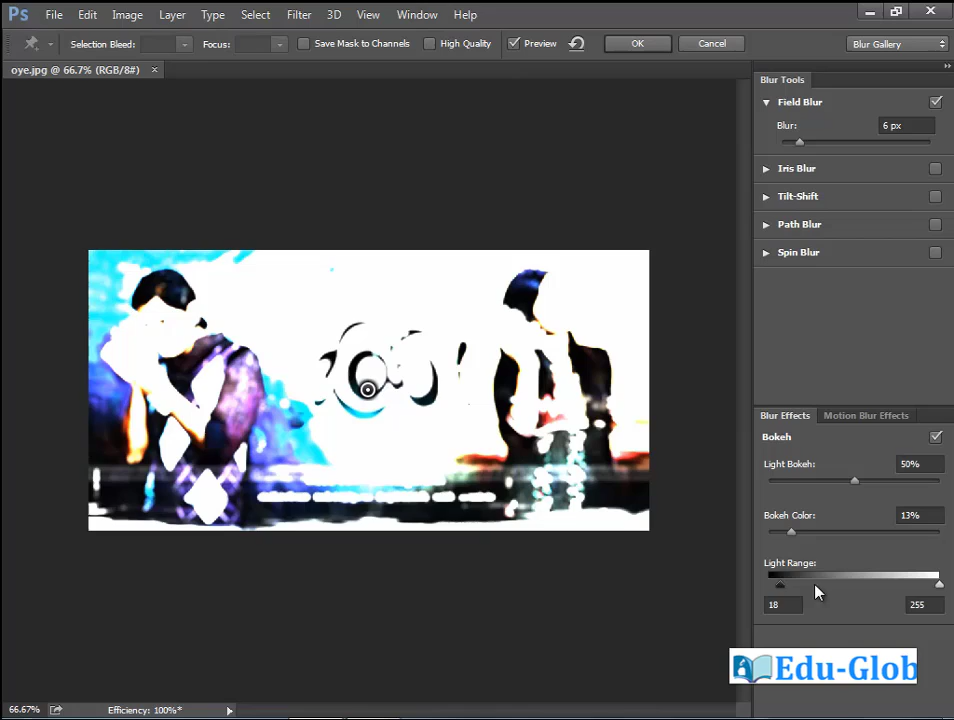 Ps File Edit Image Layer Type Select Filter 3D View Window Help
Selection Bleed: Focus: Save Mask to Channels High Quality Preview OK Cancel Blur Gallery
oye.jpg @ 66.7% (RGB/8#) ×
Blur Tools
Field Blur
Blur: 6 px
Iris Blur
Tilt-Shift
Path Blur
Spin Blur
Blur Effects Motion Blur Effects
Bokeh
Light Bokeh: 50%
Bokeh Color: 13%
Light Range:
18 255
Edu-Glob
66.67% Efficiency: 100%*